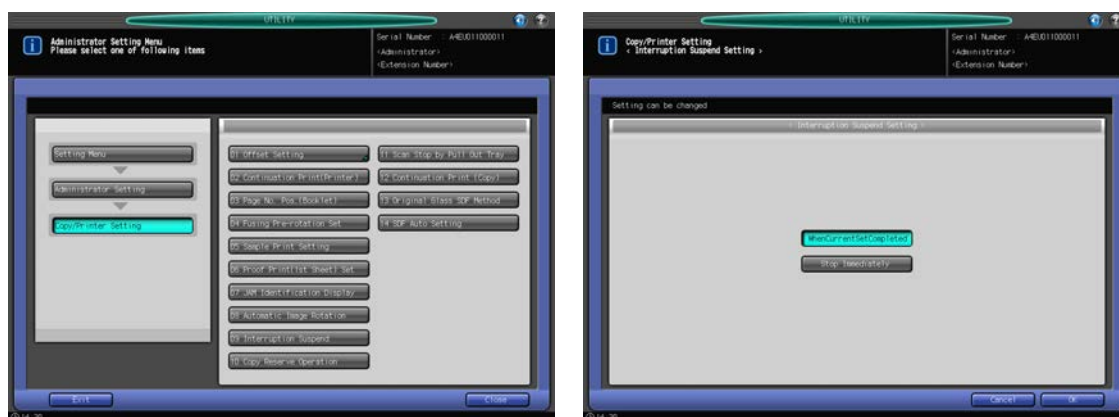 UTILITY
Administrator Setting Menu
Please select one of following items
Serial Number : A4EU011000011
<Administrator>
<Extension Number>
Setting Menu
Administrator Setting
Copy/Printer Setting
01 Offset Setting
02 Continuation Print(Printer)
03 Page No. Pos.(Booklet)
04 Fusing Pre-rotation Set
05 Sample Print Setting
06 Proof Print(1st Sheet) Set
07 JAM Identification Display
08 Automatic Image Rotation
09 Interruption Suspend
10 Copy Reserve Operation
11 Scan Stop by Pull Out Tray
12 Continuation Print (Copy)
13 Original Glass SDF Method
14 SDF Auto Setting
Exit
Close
UTILITY
Copy/Printer Setting
< Interruption Suspend Setting >
Serial Number : A4EU011000011
<Administrator>
<Extension Number>
Setting can be changed
< Interruption Suspend Setting >
WhenCurrentSetCompleted
Stop Immediately
Cancel
OK